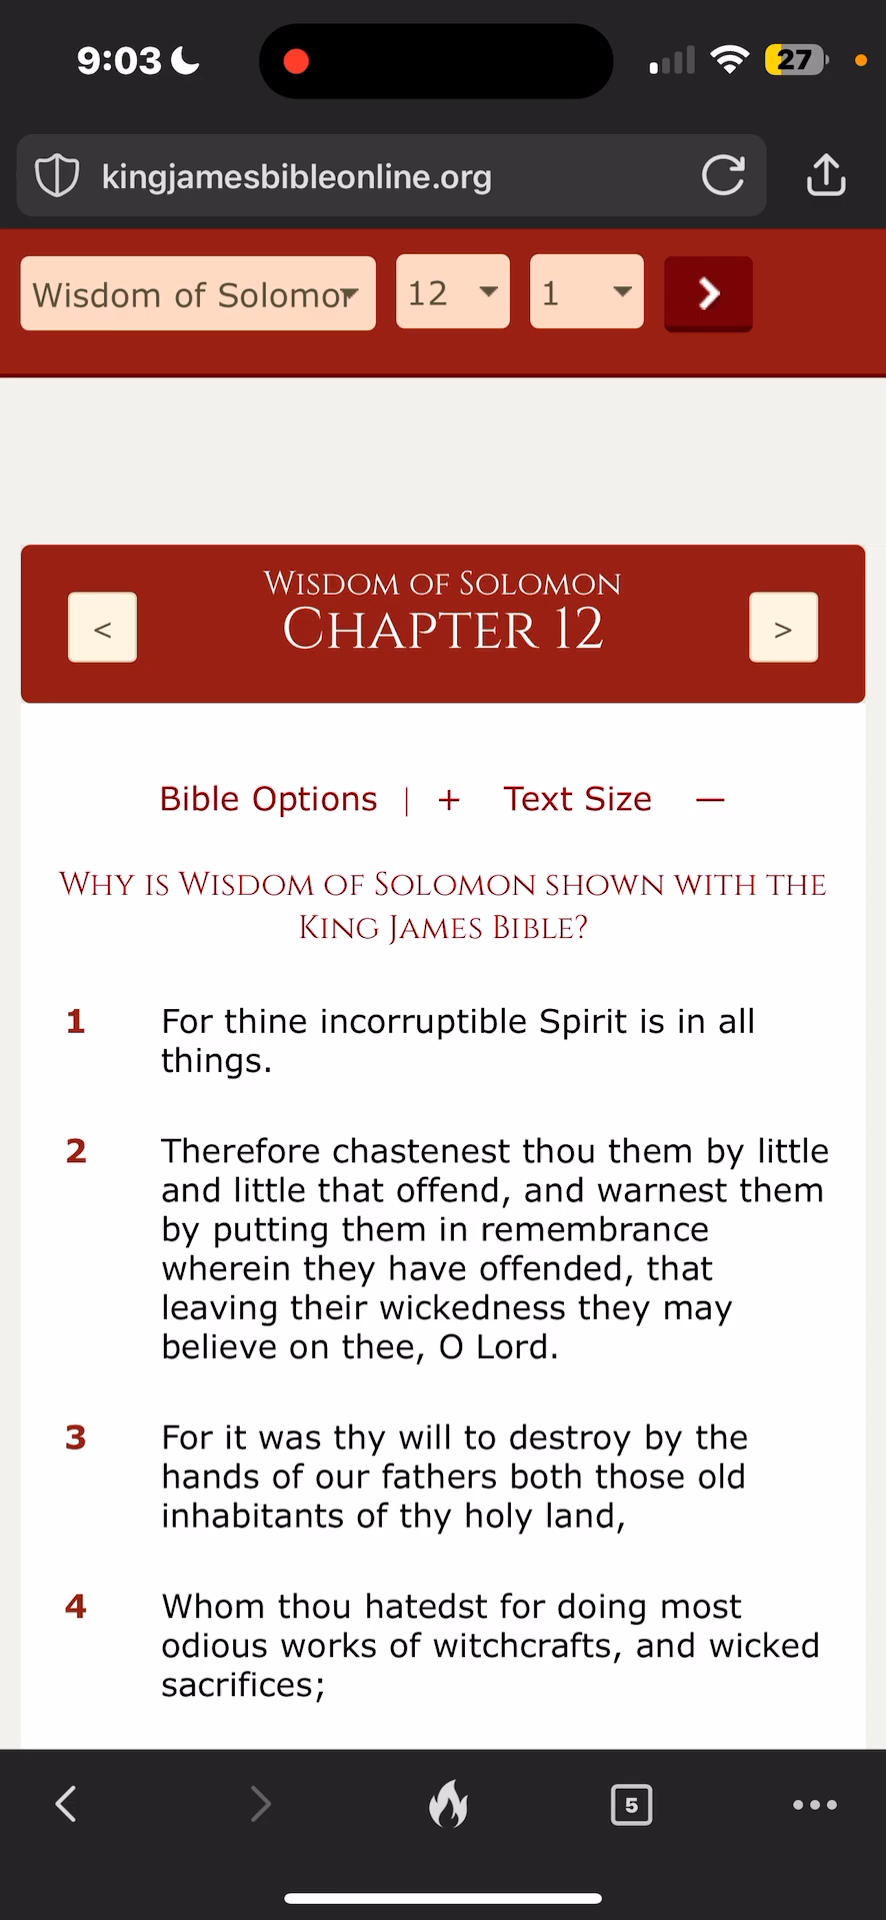 9:03
27
kingjamesbibleonline.org
Wisdom of Solomor
12
1
Wisdom of Solomon
Chapter 12
<
>
Bible Options | + Text Size —
Why is Wisdom of Solomon shown with the
King James Bible?
1 For thine incorruptible Spirit is in all
things.
2 Therefore chastenest thou them by little
and little that offend, and warnest them
by putting them in remembrance
wherein they have offended, that
leaving their wickedness they may
believe on thee, O Lord.
3 For it was thy will to destroy by the
hands of our fathers both those old
inhabitants of thy holy land,
4 Whom thou hatedst for doing most
odious works of witchcrafts, and wicked
sacrifices;
5